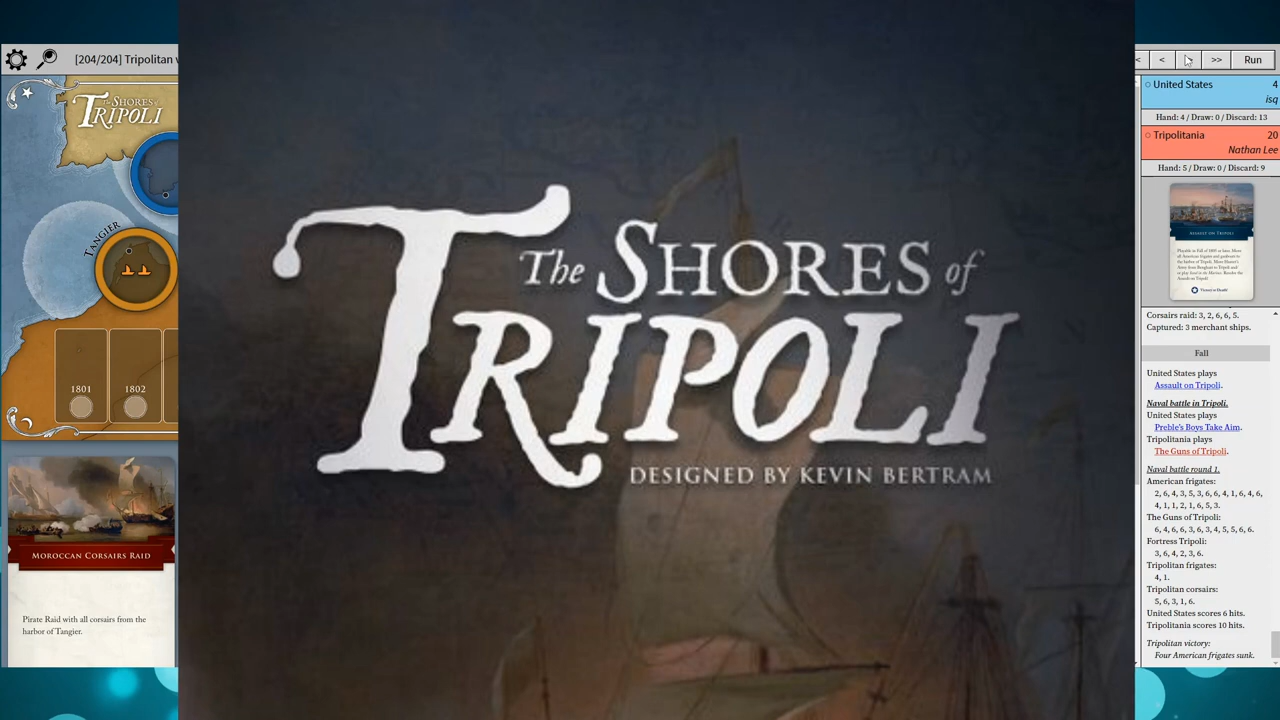 [204/204] Tripolitan
The SHORES of
TRIPOLI
TANGIER
1801
1802
MOROCCAN CORSAIRS RAID
Pirate Raid with all corsairs from the
harbor of Tangier.
The SHORES of
TRIPOLI
DESIGNED BY KEVIN BERTRAM
<
<
>>
Run
United States
4
isq
Hand: 4 / Draw: 0 / Discard: 13
Tripolitania
20
Nathan Lee
Hand: 5 / Draw: 0 / Discard: 9
ASSAULT ON TRIPOLI
Corsairs raid: 3, 2, 6, 6, 5.
Captured: 3 merchant ships.
Fall
United States plays
Assault on Tripoli.
Naval battle in Tripoli.
United States plays
Preble's Boys Take Aim.
Tripolitania plays
The Guns of Tripoli.
Naval battle round 1.
American frigates:
2, 6, 4, 3, 5, 3, 6, 6, 4, 1, 6, 4, 6,
4, 1, 1, 2, 1, 6, 5, 3.
The Guns of Tripoli:
6, 4, 6, 6, 3, 6, 3, 4, 5, 5, 6, 6.
Fortress Tripoli:
3, 6, 4, 2, 3, 6.
Tripolitan frigates:
4, 1.
Tripolitan corsairs:
5, 6, 3, 1, 6.
United States scores 6 hits.
Tripolitania scores 10 hits.
Tripolitan victory:
Four American frigates sunk.